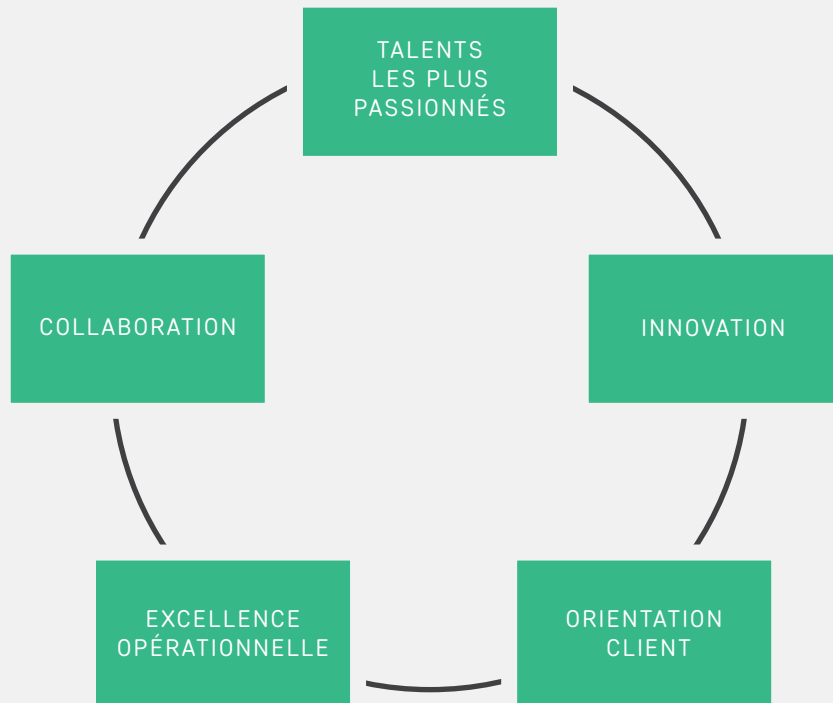 TALENTS
LES PLUS
PASSIONNÉS
COLLABORATION
INNOVATION
EXCELLENCE
OPÉRATIONNELLE
ORIENTATION
CLIENT